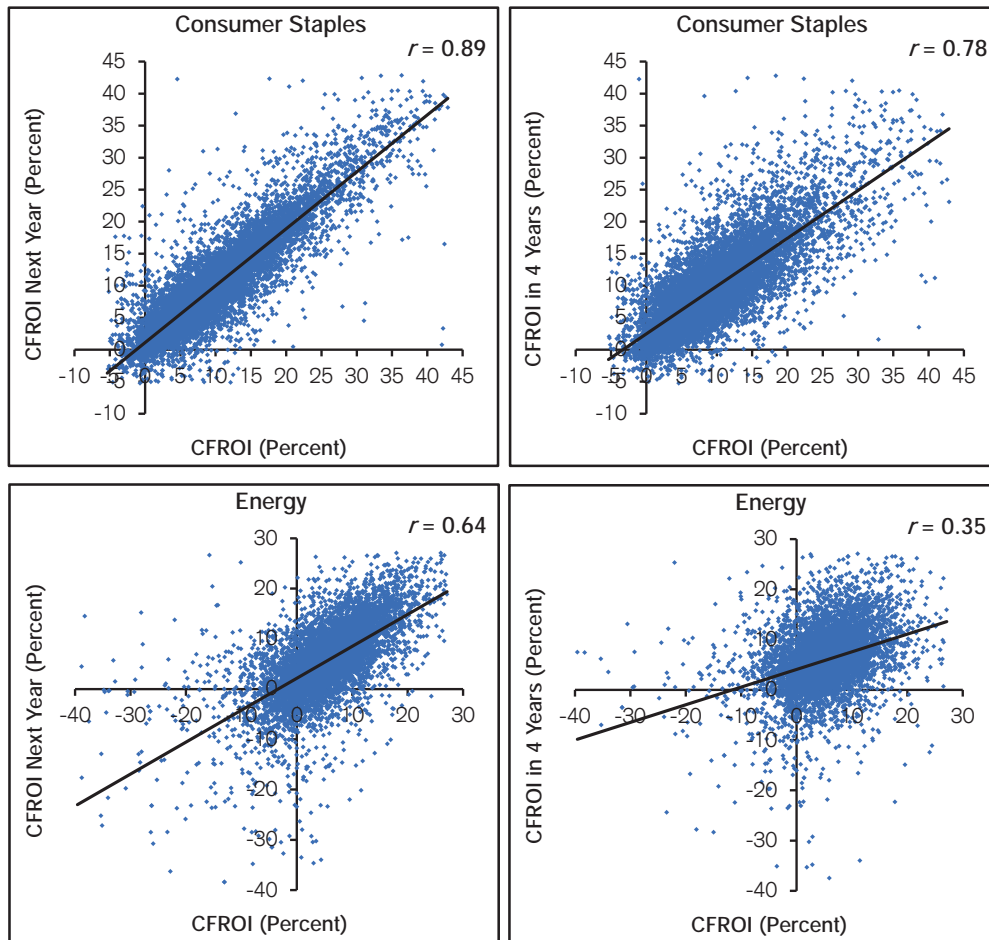 Consumer Staples
r = 0.89
CFROI Next Year (Percent)
45
40
35
30
25
20
15
10
5
0
-5
-10
-10 -5 0 5 10 15 20 25 30 35 40 45
CFROI (Percent)
Consumer Staples
r = 0.78
CFROI in 4 Years (Percent)
45
40
35
30
25
20
15
10
5
0
-5
-10
-10 -5 0 5 10 15 20 25 30 35 40 45
CFROI (Percent)
Energy
r = 0.64
CFROI Next Year (Percent)
30
20
10
0
-10
-20
-30
-40
-40 -30 -20 -10 0 10 20 30
CFROI (Percent)
Energy
r = 0.35
CFROI in 4 Years (Percent)
30
20
10
0
-10
-20
-30
-40
-40 -30 -20 -10 0 10 20 30
CFROI (Percent)